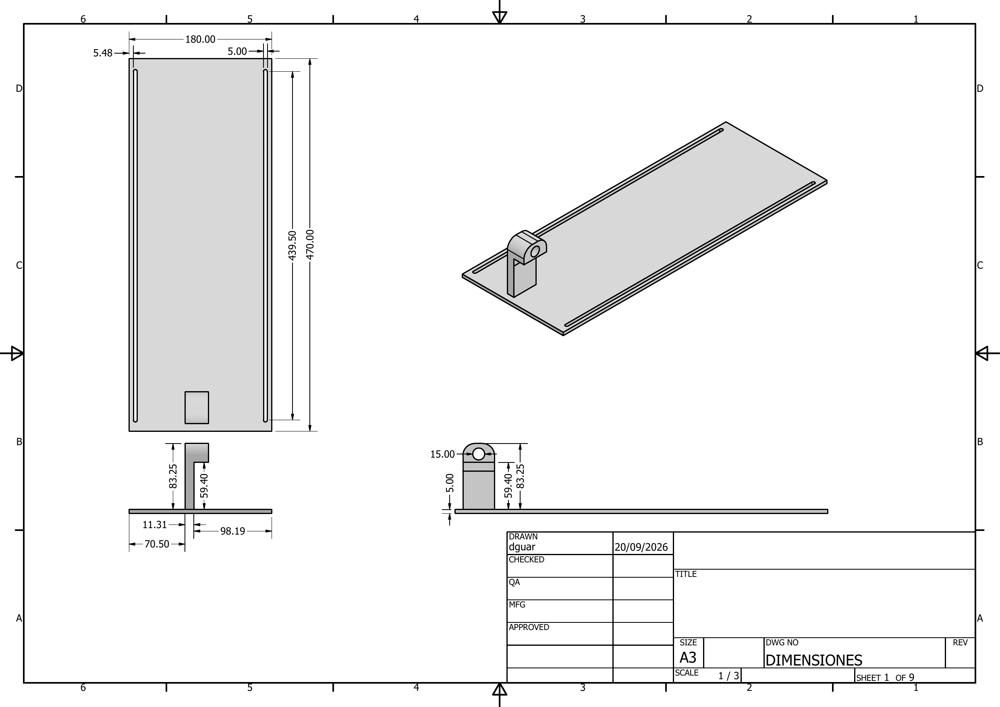 6 5 4 3 2 1
180.00
5.48 5.00
D D
439.50
470.00
C C
B B
83.25
59.40
15.00
5.00
59.40
83.25
11.31
98.19
70.50
DRAWN
dguar 20/09/2026
CHECKED
QA
MFG
APPROVED
TITLE
A A
SIZE
A3
DWG NO
DIMENSIONES
REV
SCALE 1 / 3
SHEET 1 OF 9
6 5 4 3 2 1